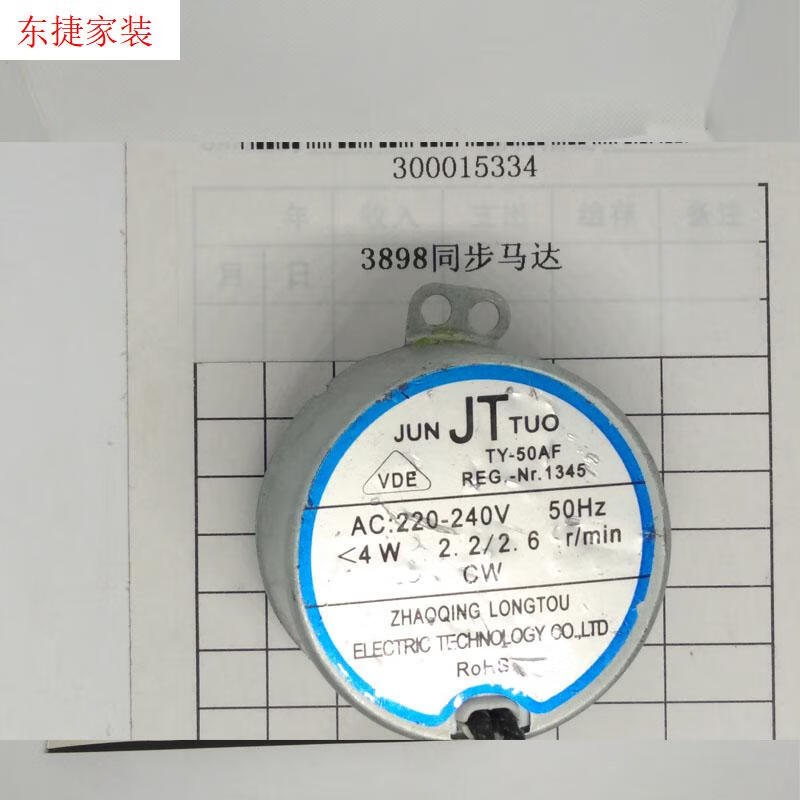 东捷家装
300015334
年 收入 支出 结存 备注
3898同步马达
月 日
JUN JT TUO
TY-50AF
VDE
REG.-Nr.1345
AC:220-240V 50Hz
<4W 2.2/2.6 r/min
CW
ZHAOQING LONGTOU
ELECTRIC TECHNOLOGY CO.,LTD
RoHS